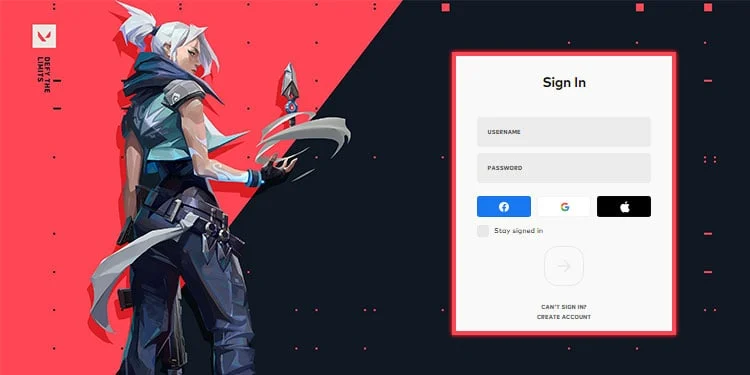 DEFY THE
LIMITS
Sign In
USERNAME
PASSWORD
Stay signed in
CAN'T SIGN IN?
CREATE ACCOUNT